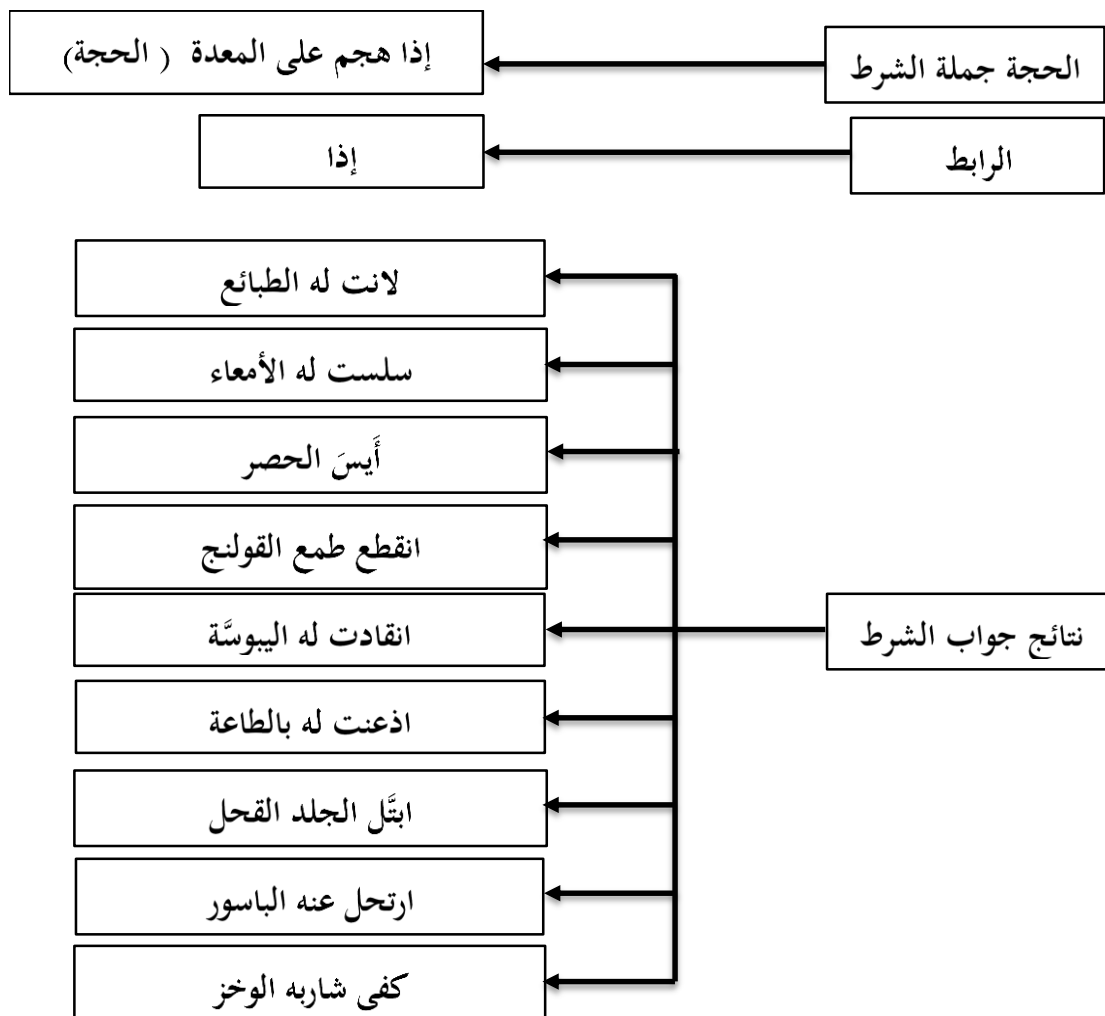 الحجة جملة الشرط
إذا هجم على المعدة ( الحجة)
الرابط
إذا
نتائج جواب الشرط
لانت له الطبائع
سلست له الأمعاء
أَيسَ الحصر
انقطع طمع القولنج
انقادت له اليبوسَّة
اذعنت له بالطاعة
ابتَّل الجلد القحل
ارتحل عنه الباسور
كفى شاربه الوخز